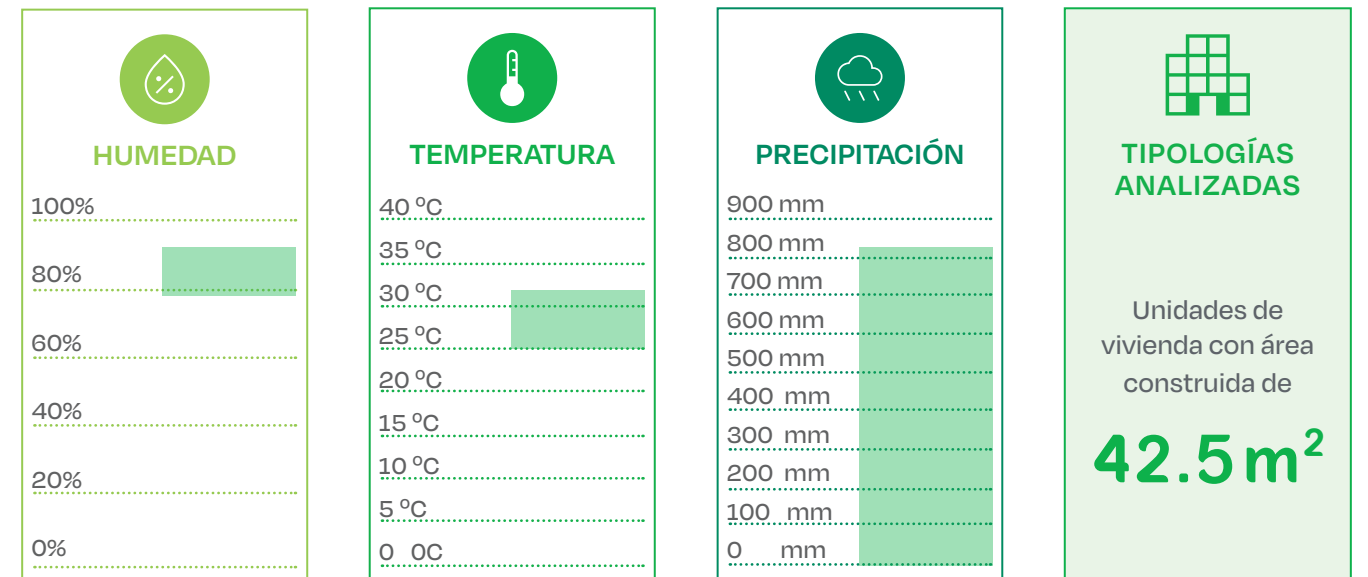 HUMEDAD
100%
80%
60%
40%
20%
0%
TEMPERATURA
40 ºC
35 ºC
30 ºC
25 ºC
20 ºC
15 ºC
10 ºC
5 ºC
0 0C
PRECIPITACIÓN
900 mm
800 mm
700 mm
600 mm
500 mm
400 mm
300 mm
200 mm
100 mm
0 mm
TIPOLOGÍAS
ANALIZADAS
Unidades de
vivienda con área
construida de
42.5 m²